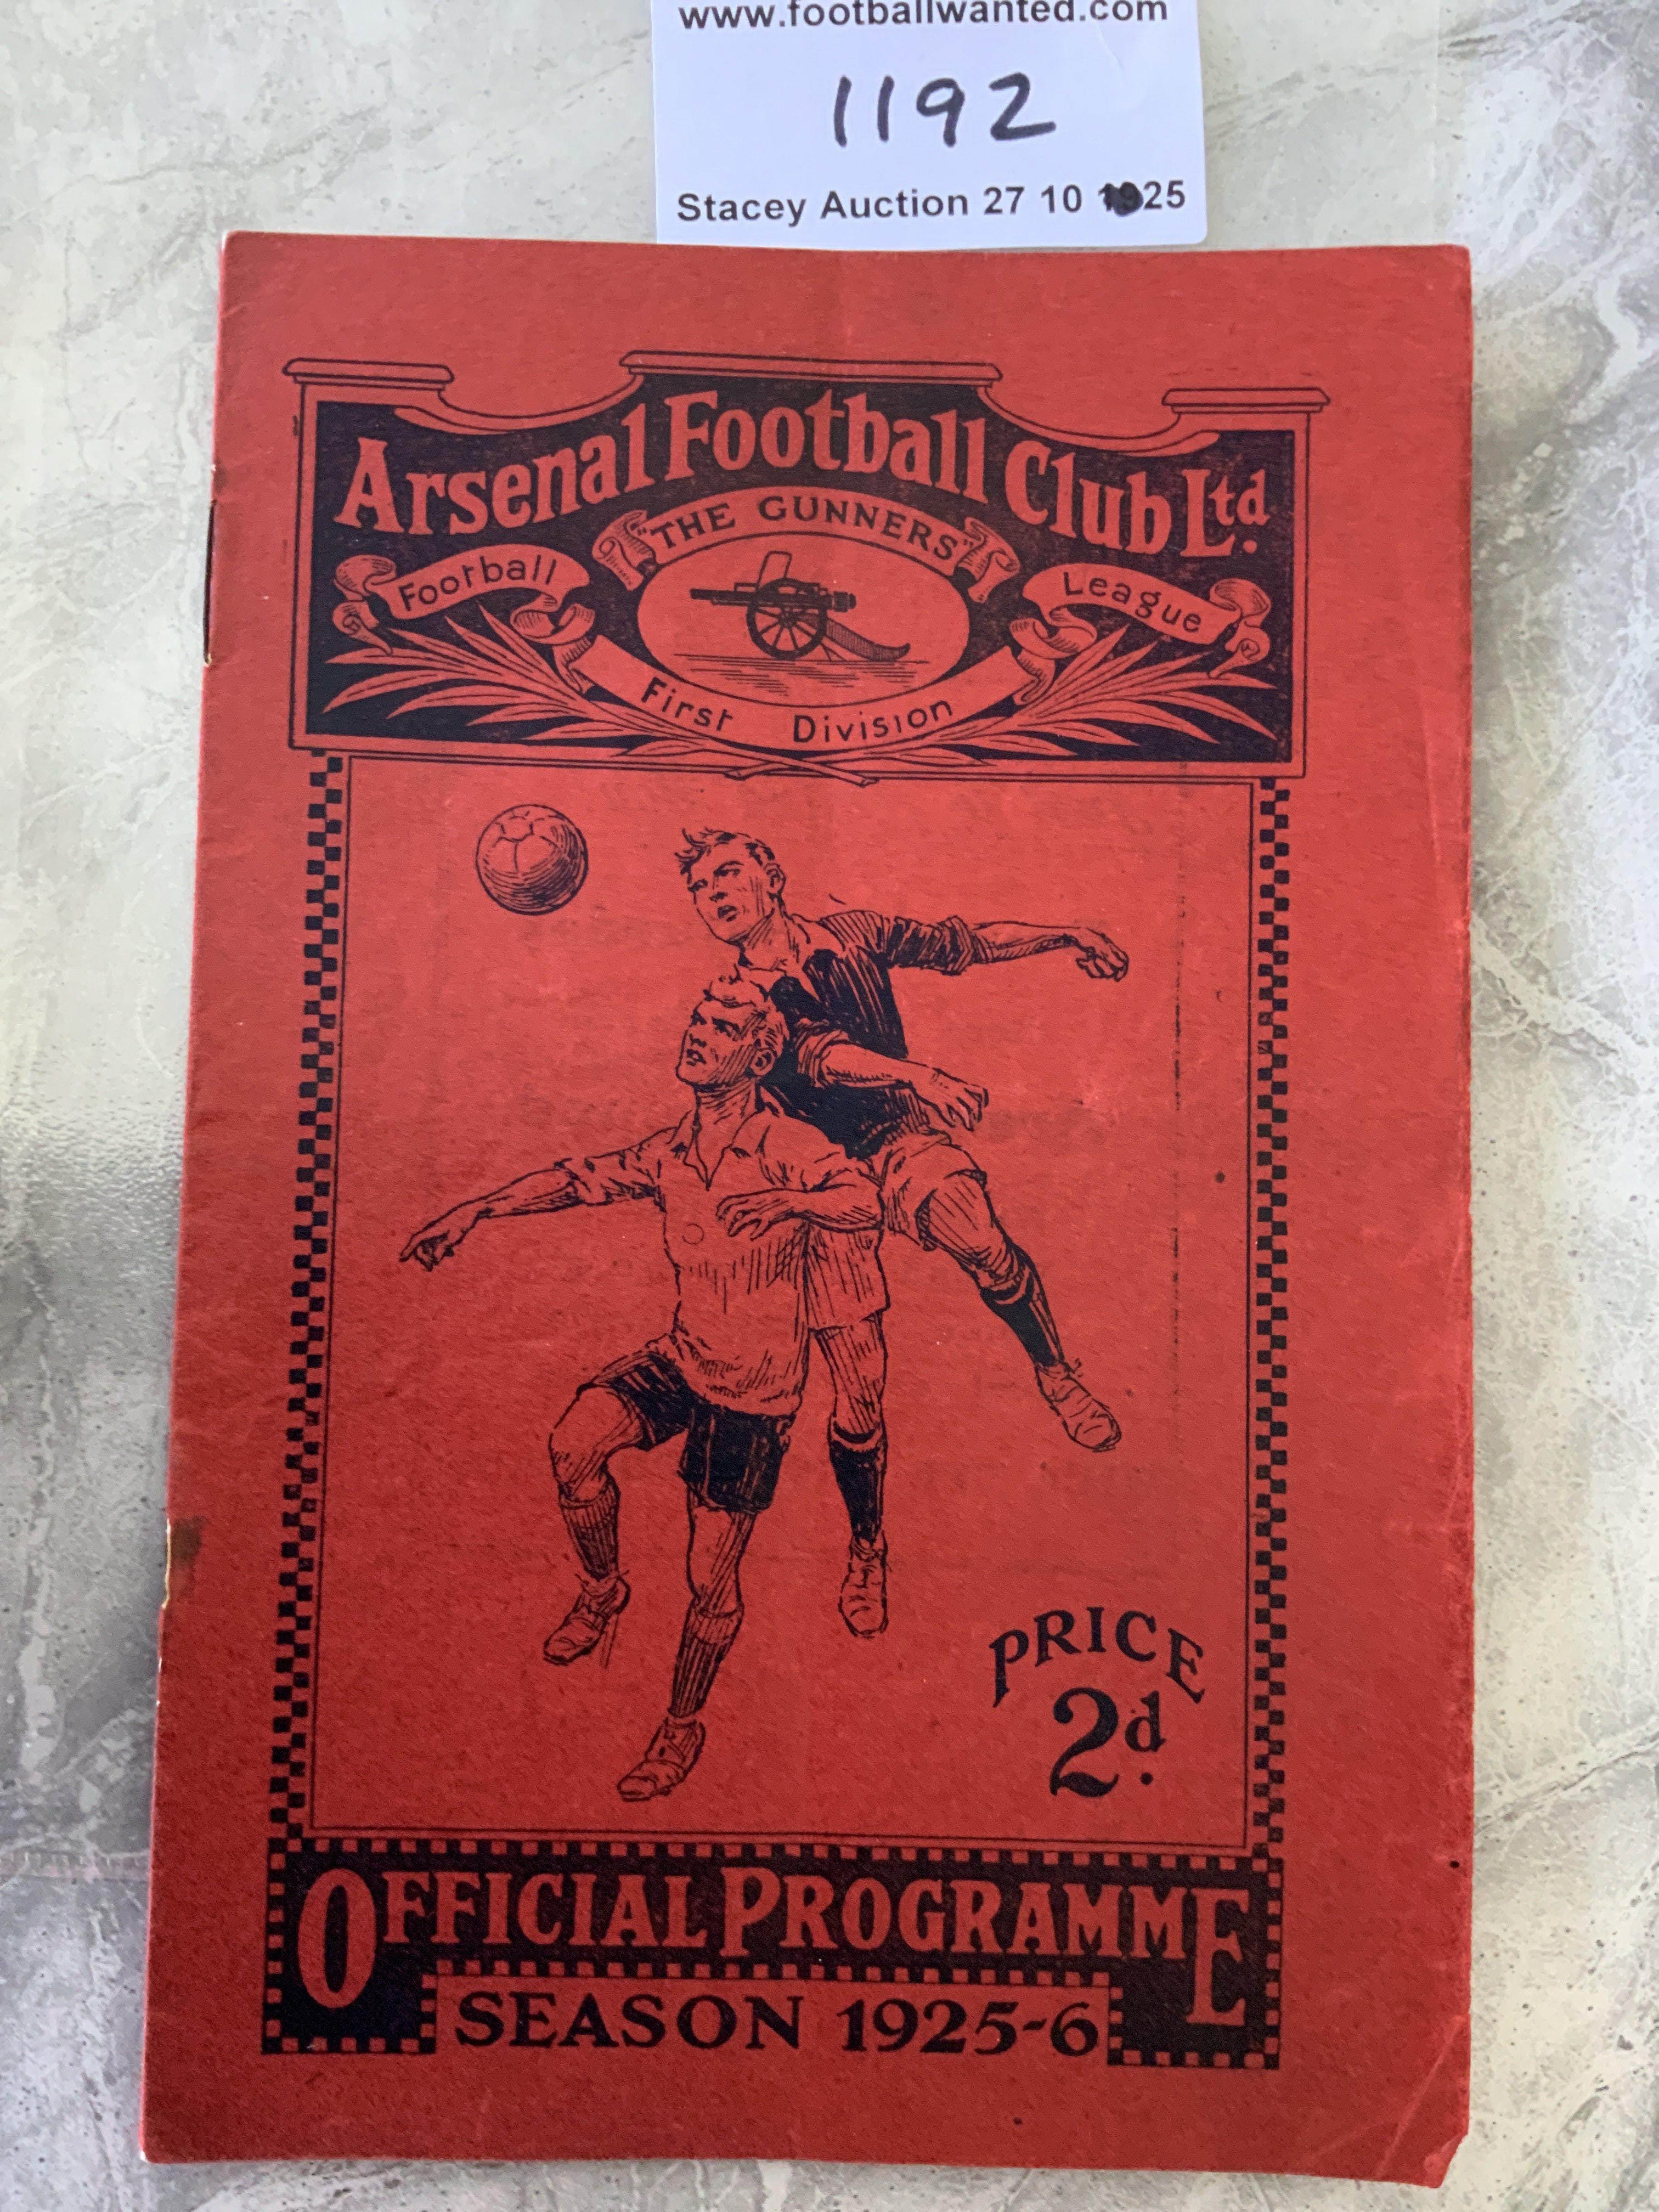 www.footballwanted.com
1192
Stacey Auction 27 10 25
Arsenal Football Club Ltd.
"THE GUNNERS"
Football League
First Division
PRICE
2d.
OFFICIAL PROGRAMME
SEASON 1925-6